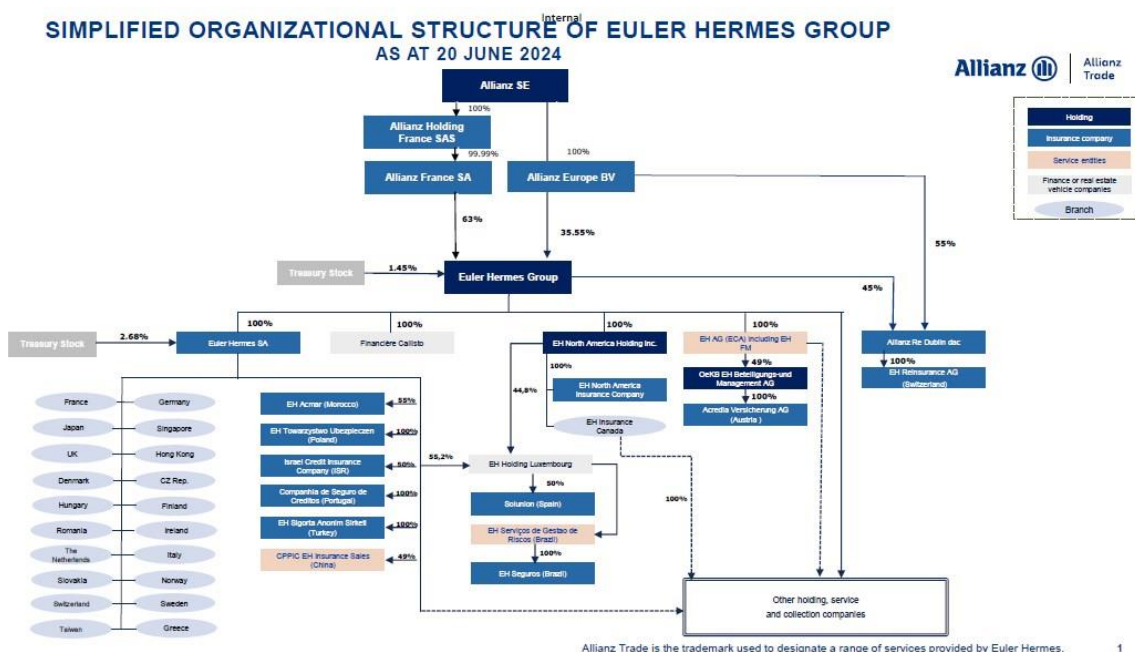 Internal
SIMPLIFIED ORGANIZATIONAL STRUCTURE OF EULER HERMES GROUP
AS AT 20 JUNE 2024
Allianz
Allianz
Trade
Allianz SE
100%
Allianz Holding
France SAS
99.99%
100%
Allianz France SA
Allianz Europe BV
Holding
Insurance company
Service entities
Finance or real estate
vehicle companies
Branch
63%
35.55%
55%
Treasury Stock
1.45%
Euler Hermes Group
45%
Treasury Stock
2.68%
100%
Euler Hermes SA
100%
Financière Callisto
100%
EH North America Holding Inc.
100%
EH AG (ECA) including EH
FM
Allianz Re Dublin dac
49%
100%
OeKB EH Beteiligungs-und
Management AG
EH Reinsurance AG
(Switzerland)
100%
Acredia Versicherung AG
(Austria )
44,8%
100%
EH North America
Insurance Company
EH Insurance
Canada
France
Germany
Japan
Singapore
UK
Hong Kong
Denmark
CZ Rep.
Hungary
Finland
Romania
Ireland
The
Netherlands
Italy
Slovakia
Norway
Switzerland
Sweden
Taiwan
Greece
EH Acmar (Morocco)
55%
EH Towarzystwo Ubezpieczen
(Poland)
100%
Israel Credit Insurance
Company (ISR)
50%
Companhia de Seguro de
Creditos (Portugal)
100%
EH Sigorta Anonim Sirketi
(Turkey)
100%
CPPIC EH Insurance Sales
(China)
49%
55,2%
EH Holding Luxembourg
50%
Solunion (Spain)
EH Serviços de Gestao de
Riscos (Brazil)
100%
EH Seguros (Brazil)
100%
Other holding, service
and collection companies
Allianz Trade is the trademark used to designate a range of services provided by Euler Hermes.
1